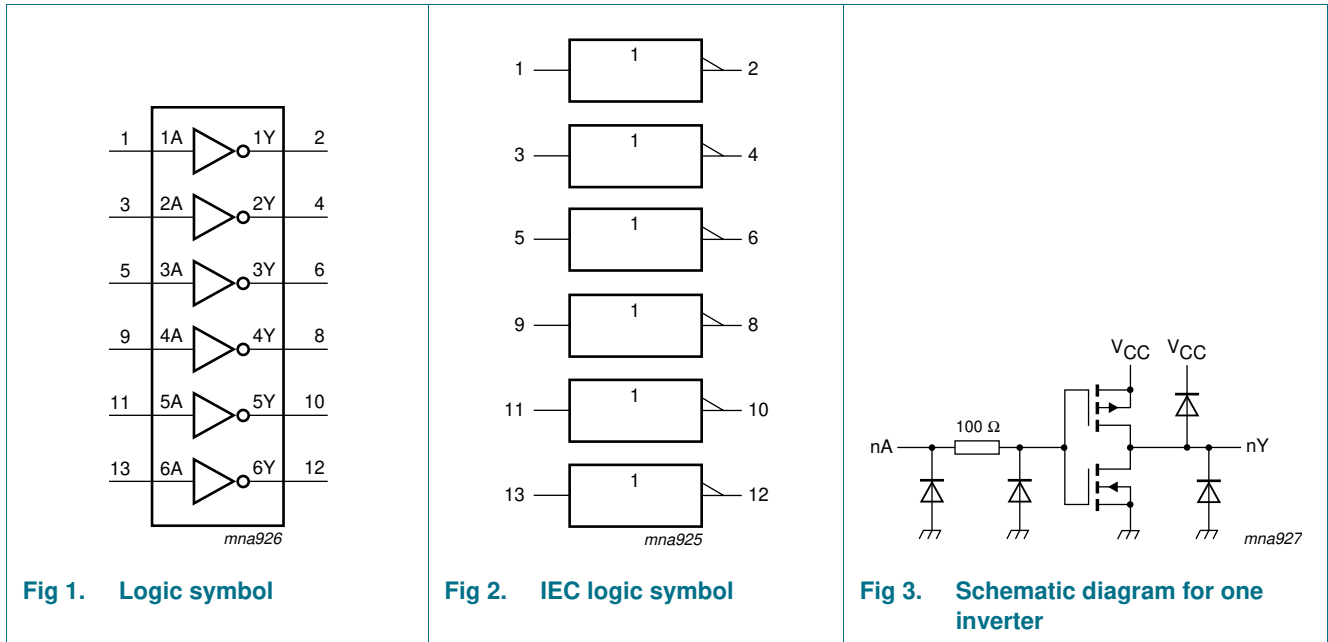 1 1A 1Y 2
3 2A 2Y 4
5 3A 3Y 6
9 4A 4Y 8
11 5A 5Y 10
13 6A 6Y 12
mna926
Fig 1. Logic symbol
1 1 2
3 1 4
5 1 6
9 1 8
11 1 10
13 1 12
mna925
Fig 2. IEC logic symbol
VCC VCC
100 Ω
nA nY
mna927
Fig 3. Schematic diagram for one
inverter